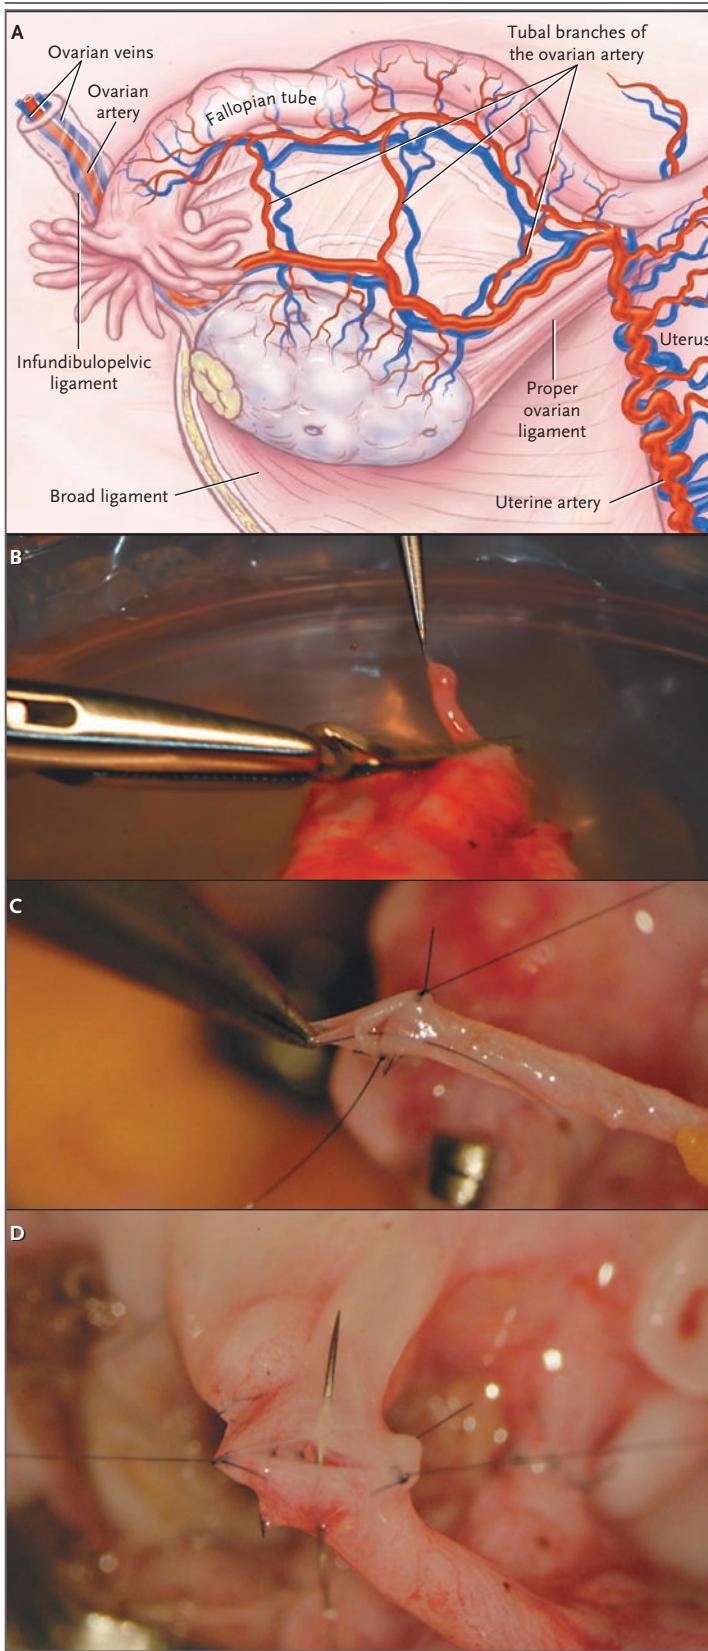 A
Ovarian veins
Ovarian
artery
Fallopian tube
Tubal branches of
the ovarian artery
Infundibulopelvic
ligament
Uterus
Proper
ovarian
ligament
Broad ligament
Uterine artery
B
C
D